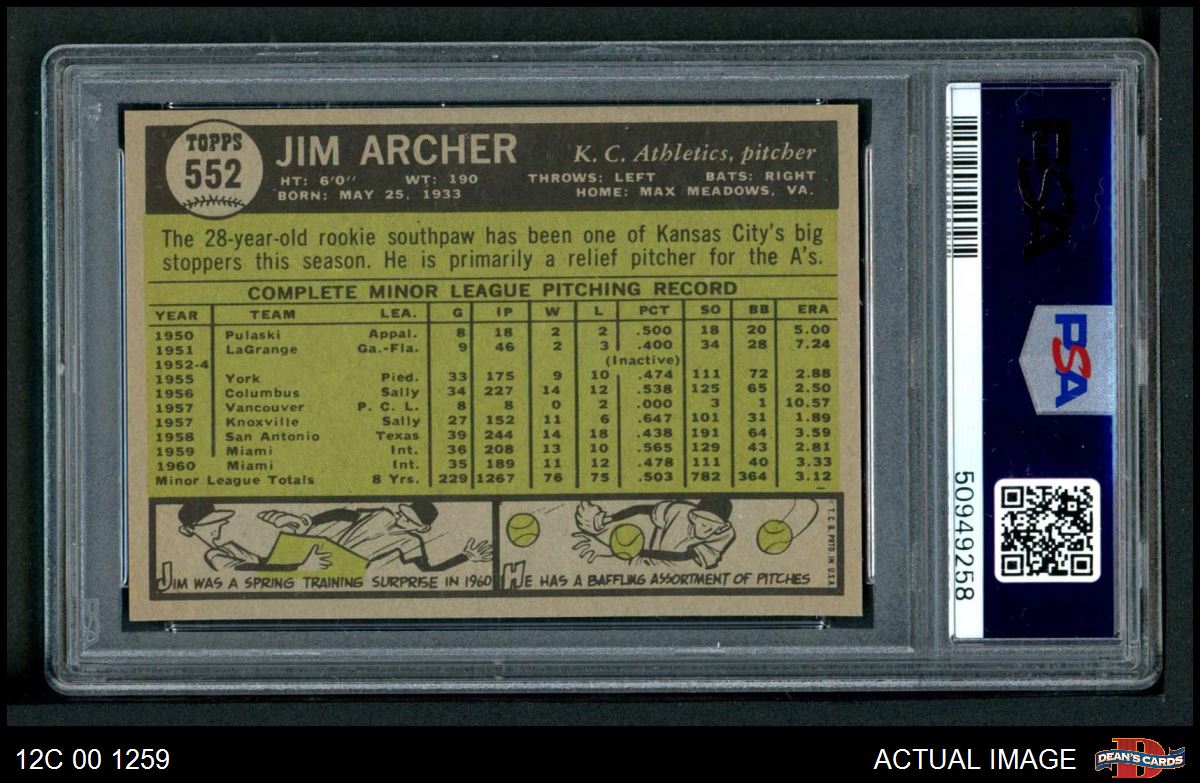 TOPPS
552
JIM ARCHER
K. C. Athletics, pitcher
HT: 6'0" WT: 190 THROWS: LEFT BATS: RIGHT
BORN: MAY 25, 1933 HOME: MAX MEADOWS, VA.
The 28-year-old rookie southpaw has been one of Kansas City's big
stoppers this season. He is primarily a relief pitcher for the A's.
COMPLETE MINOR LEAGUE PITCHING RECORD
YEAR TEAM LEA. G IP W L PCT SO BB ERA
1950 Pulaski Appal. 8 18 2 2 .500 18 20 5.00
1951 LaGrange Ga.-Fla. 9 46 2 3 .400 34 28 7.24
1952-4 (Inactive)
1955 York Pied. 33 175 9 10 .474 111 72 2.88
1956 Columbus Sally 34 227 14 12 .538 125 65 2.50
1957 Vancouver P. C. L. 8 8 0 2 .000 3 1 10.57
1957 Knoxville Sally 27 152 11 6 .647 101 31 1.89
1958 San Antonio Texas 39 244 14 18 .438 191 64 3.59
1959 Miami Int. 36 208 13 10 .565 129 43 2.81
1960 Miami Int. 35 189 11 12 .478 111 40 3.33
Minor League Totals 8 Yrs. 229 1267 76 75 .503 782 364 3.12
JIM WAS A SPRING TRAINING SURPRISE IN 1960
HE HAS A BAFFLING ASSORTMENT OF PITCHES
T.C.G. PRTD. IN U.S.A.
PSA
PSA
50949258
PSA
12C 00 1259
ACTUAL IMAGE
D
DEAN'S CARDS